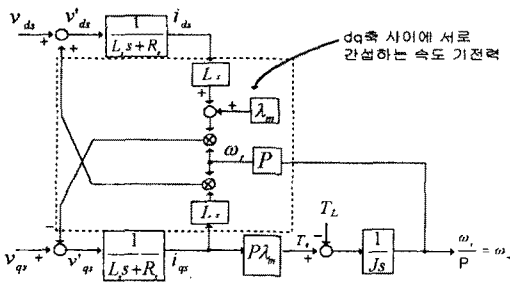 v_ds + v'_ds + 1 / (L_s s + R_s) i_ds
dq축 사이에 서로
간섭하는 속도 기전력
L_s
+ + λ_m
ω_r P
L_s
T_L
v_qs + − v'_qs 1 / (L_s s + R_s) i_qs Pλ_m T_e + − 1 / Js ω_r / P = ω